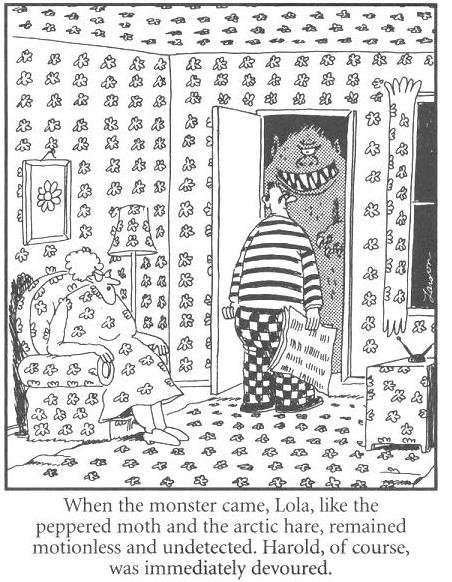 Larson
When the monster came, Lola, like the
peppered moth and the arctic hare, remained
motionless and undetected. Harold, of course,
was immediately devoured.